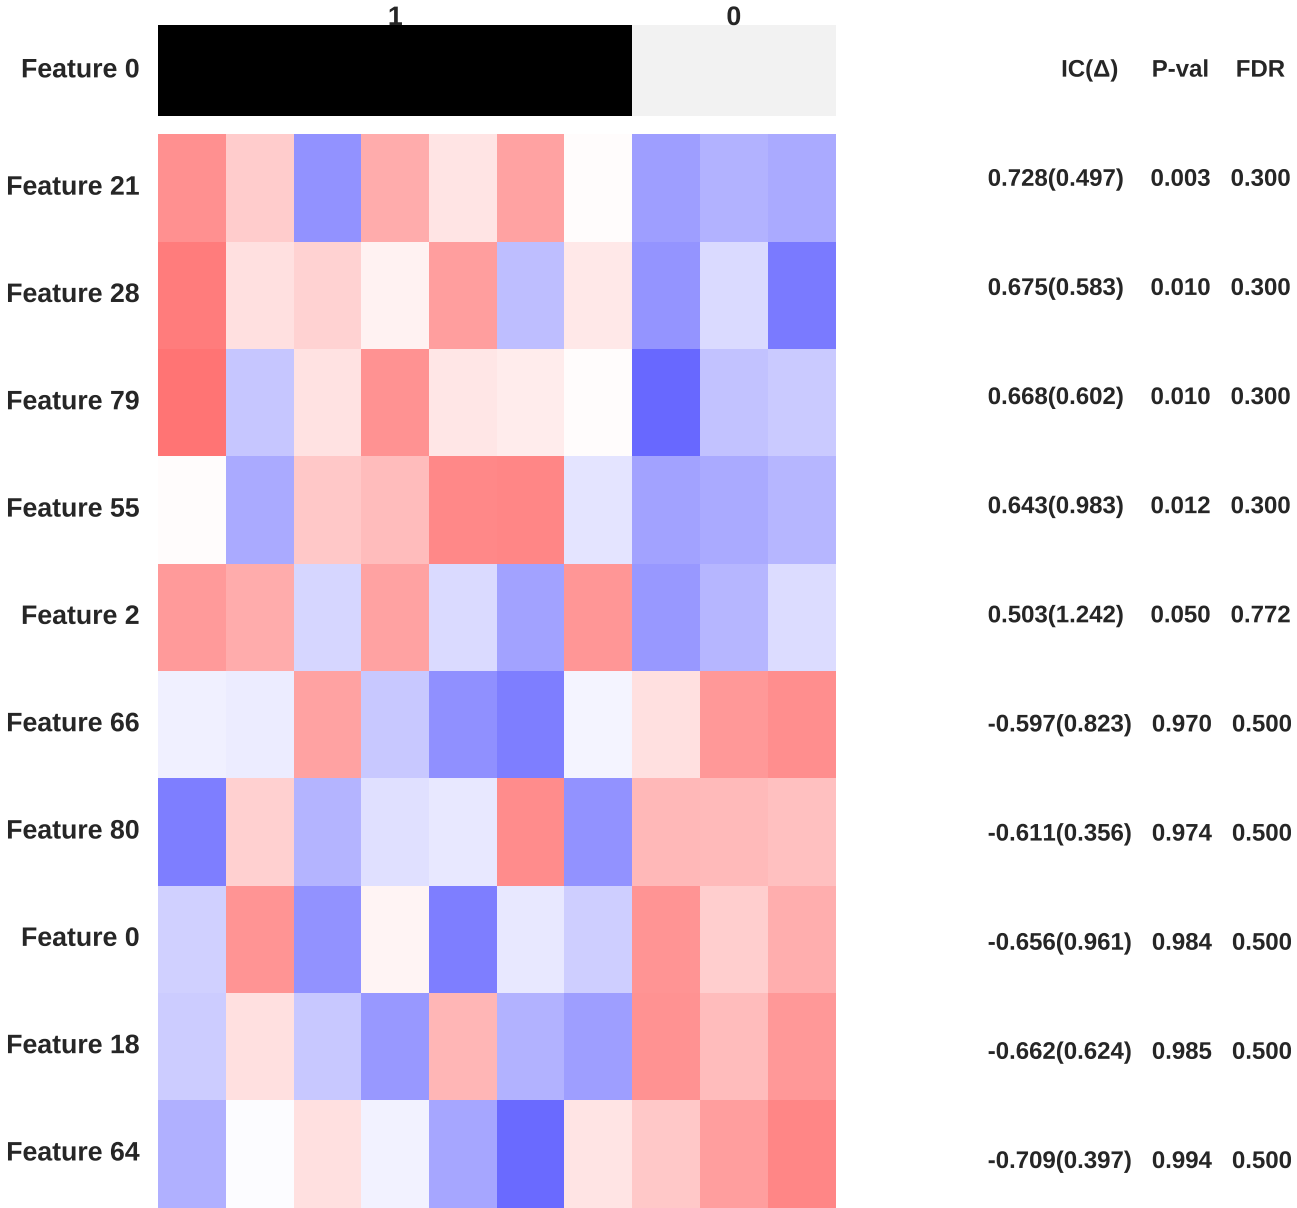 1 0
Feature 0 IC(Δ) P-val FDR
Feature 21 0.728(0.497) 0.003 0.300
Feature 28 0.675(0.583) 0.010 0.300
Feature 79 0.668(0.602) 0.010 0.300
Feature 55 0.643(0.983) 0.012 0.300
Feature 2 0.503(1.242) 0.050 0.772
Feature 66 -0.597(0.823) 0.970 0.500
Feature 80 -0.611(0.356) 0.974 0.500
Feature 0 -0.656(0.961) 0.984 0.500
Feature 18 -0.662(0.624) 0.985 0.500
Feature 64 -0.709(0.397) 0.994 0.500